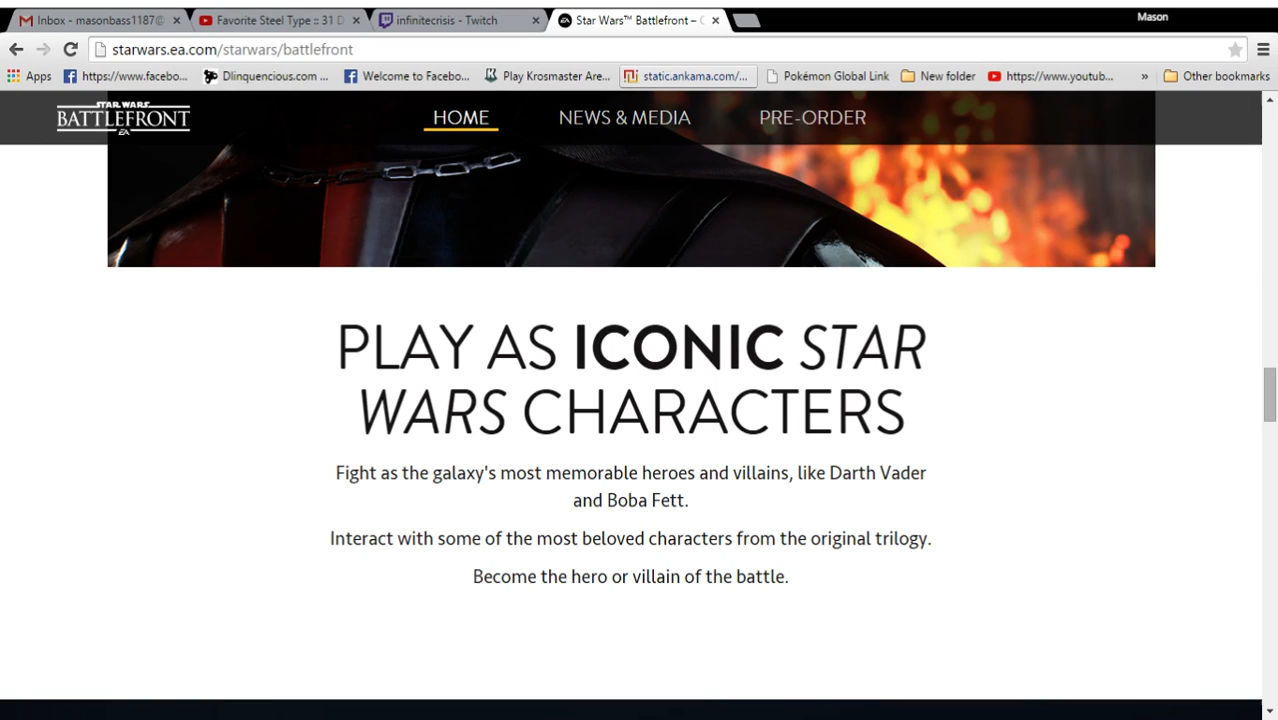 Mason
Inbox - masonbass1187@
Favorite Steel Type :: 31 D
infinitecrisis - Twitch
Star Wars™ Battlefront – 
starwars.ea.com/starwars/battlefront
Apps
https://www.facebo...
Dlinquencious.com ...
Welcome to Facebo...
Play Krosmaster Are...
static.ankama.com/...
Pokémon Global Link
New folder
https://www.youtub...
»
Other bookmarks
STAR WARS
BATTLEFRONT
EA
HOME
NEWS & MEDIA
PRE-ORDER
PLAY AS ICONIC STAR
WARS CHARACTERS
Fight as the galaxy's most memorable heroes and villains, like Darth Vader
and Boba Fett.
Interact with some of the most beloved characters from the original trilogy.
Become the hero or villain of the battle.